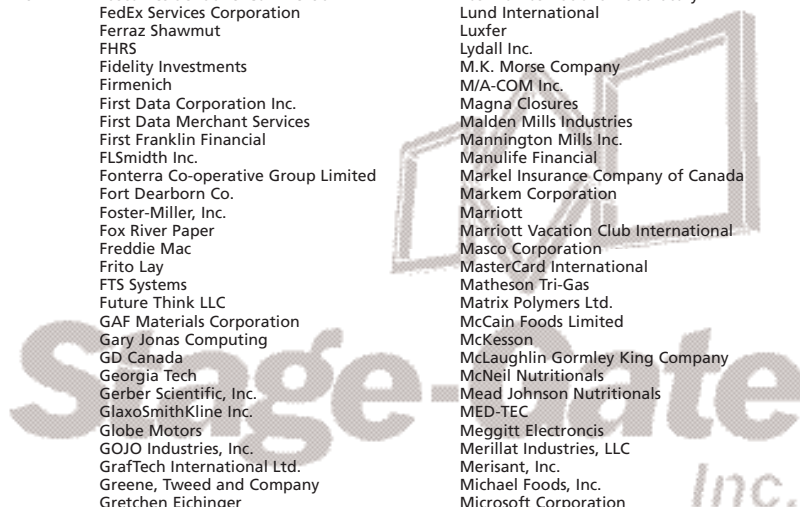 FedEx Services Corporation
Ferraz Shawmut
FHRS
Fidelity Investments
Firmenich
First Data Corporation Inc.
First Data Merchant Services
First Franklin Financial
FLSmidth Inc.
Fonterra Co-operative Group Limited
Fort Dearborn Co.
Foster-Miller, Inc.
Fox River Paper
Freddie Mac
Frito Lay
FTS Systems
Future Think LLC
GAF Materials Corporation
Gary Jonas Computing
GD Canada
Georgia Tech
Gerber Scientific, Inc.
GlaxoSmithKline Inc.
Globe Motors
GOJO Industries, Inc.
GrafTech International Ltd.
Greene, Tweed and Company
Gretchen Eichinger
Lund International
Luxfer
Lydall Inc.
M.K. Morse Company
M/A-COM Inc.
Magna Closures
Malden Mills Industries
Mannington Mills Inc.
Manulife Financial
Markel Insurance Company of Canada
Markem Corporation
Marriott
Marriott Vacation Club International
Masco Corporation
MasterCard International
Matheson Tri-Gas
Matrix Polymers Ltd.
McCain Foods Limited
McKesson
McLaughlin Gormley King Company
McNeil Nutritionals
Mead Johnson Nutritionals
MED-TEC
Meggitt Electroncis
Merillat Industries, LLC
Merisant, Inc.
Michael Foods, Inc.
Microsoft Corporation
Stage-Gate
Inc.